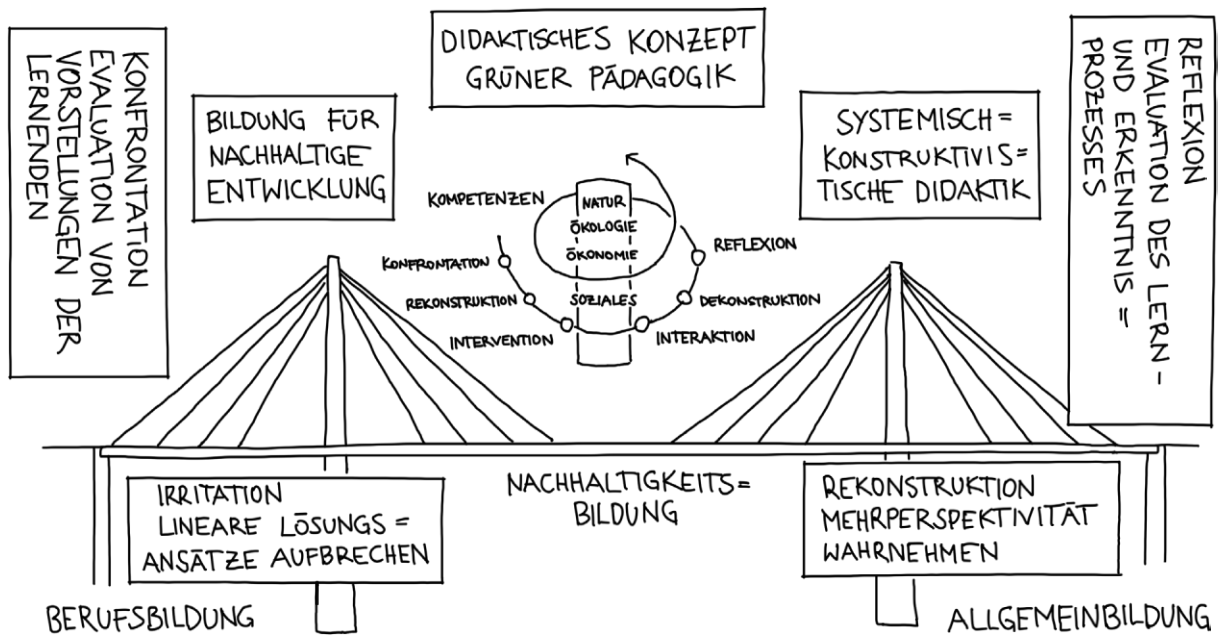 DIDAKTISCHES KONZEPT
GRÜNER PÄDAGOGIK
KONFRONTATION
EVALUATION VON
VORSTELLUNGEN DER
LERNENDEN
BILDUNG FÜR
NACHHALTIGE
ENTWICKLUNG
SYSTEMISCH=
KONSTRUKTIVIS=
TISCHE DIDAKTIK
REFLEXION
EVALUATION DES LERN-
UND ERKENNTNIS=
PROZESSES
KOMPETENZEN
NATUR
ÖKOLOGIE
ÖKONOMIE
SOZIALES
KONFRONTATION
REKONSTRUKTION
INTERVENTION
INTERAKTION
DEKONSTRUKTION
REFLEXION
IRRITATION
LINEARE LÖSUNGS=
ANSÄTZE AUFBRECHEN
NACHHALTIGKEITS=
BILDUNG
REKONSTRUKTION
MEHRPERSPEKTIVITÄT
WAHRNEHMEN
BERUFSBILDUNG
ALLGEMEINBILDUNG